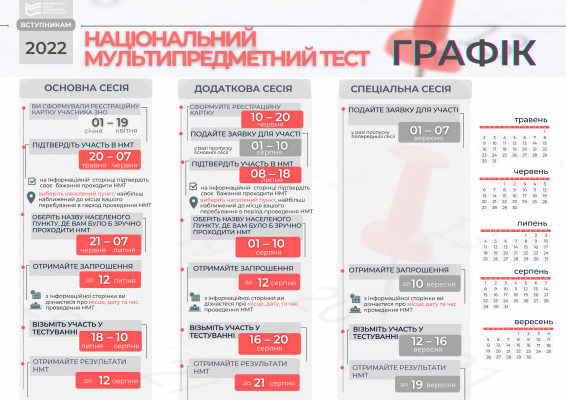 ВСТУПНИКАМ
2022
НАЦІОНАЛЬНИЙ
МУЛЬТИПРЕДМЕТНИЙ ТЕСТ
ГРАФІК
ОСНОВНА СЕСІЯ
ВИ СФОРМУВАЛИ РЕЄСТРАЦІЙНУ
КАРТКУ УЧАСНИКА ЗНО
01 – 19
січня квітня
ПІДТВЕРДІТЬ УЧАСТЬ В НМТ
20 – 07
травня червня
на інформаційній сторінці підтвердіть
своє бажання проходити НМТ
виберіть населений пункт, найбільш
наближений до місця вашого
перебування в період проведення НМТ
ОБЕРІТЬ НАЗВУ НАСЕЛЕНОГО
ПУНКТУ, ДЕ ВАМ БУЛО Б ЗРУЧНО
ПРОХОДИТИ НМТ
21 – 07
червня липня
ОТРИМАЙТЕ ЗАПРОШЕННЯ
до 12 липня
з інформаційної сторінки ви
дізнаєтеся про місце, дату та час
проведення НМТ
ВІЗЬМІТЬ УЧАСТЬ У
ТЕСТУВАННІ
18 – 10
липня серпня
ОТРИМАЙТЕ РЕЗУЛЬТАТИ
НМТ
до 12 серпня
ДОДАТКОВА СЕСІЯ
СФОРМУЙТЕ РЕЄСТРАЦІЙНУ
КАРТКУ
10 – 20
червня
ПОДАЙТЕ ЗАЯВКУ ДЛЯ УЧАСТІ
у разі пропуску
основної сесії
01 – 10
серпня
ПІДТВЕРДІТЬ УЧАСТЬ В НМТ
08 – 18
липня
на інформаційній сторінці підтвердіть
своє бажання проходити НМТ
виберіть населений пункт, найбільш
наближений до місця вашого
перебування в період проведення НМТ
ОБЕРІТЬ НАЗВУ НАСЕЛЕНОГО
ПУНКТУ, ДЕ ВАМ БУЛО Б ЗРУЧНО
ПРОХОДИТИ НМТ
01 – 10
серпня
ОТРИМАЙТЕ ЗАПРОШЕННЯ
до 12 серпня
з інформаційної сторінки ви
дізнаєтеся про місце, дату та час
проведення НМТ
ВІЗЬМІТЬ УЧАСТЬ У
ТЕСТУВАННІ
16 – 20
серпня
ОТРИМАЙТЕ РЕЗУЛЬТАТИ
НМТ
до 21 серпня
СПЕЦІАЛЬНА СЕСІЯ
ПОДАЙТЕ ЗАЯВКУ ДЛЯ УЧАСТІ
у разі пропуску
попередньої сесії
01 – 07
вересня
ОТРИМАЙТЕ ЗАПРОШЕННЯ
до 10 вересня
з інформаційної сторінки ви
дізнаєтеся про місце, дату та час
проведення НМТ
ВІЗЬМІТЬ УЧАСТЬ У
ТЕСТУВАННІ
12 – 16
вересня
ОТРИМАЙТЕ РЕЗУЛЬТАТИ
НМТ
до 19 вересня
травень
червень
липень
серпень
вересень